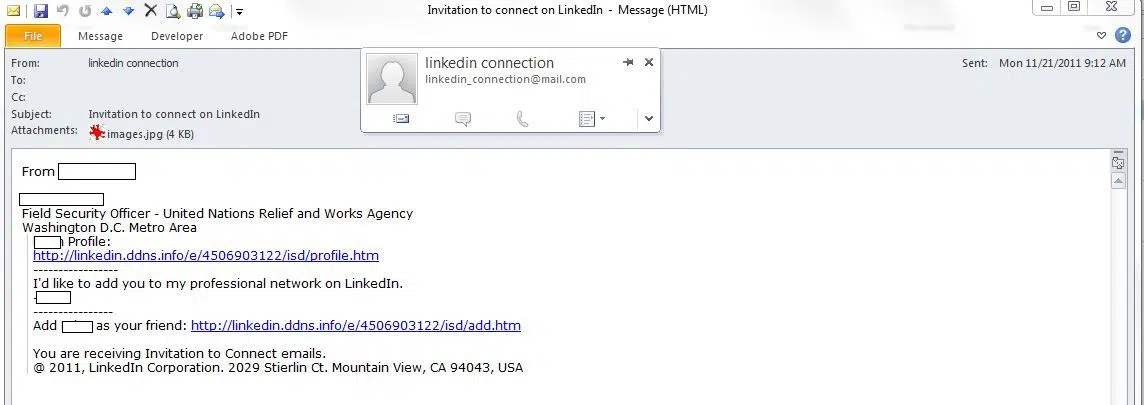 Invitation to connect on LinkedIn - Message (HTML)
File Message Developer Adobe PDF
From: linkedin connection
Sent: Mon 11/21/2011 9:12 AM
To:
Cc:
Subject: Invitation to connect on LinkedIn
Attachments: images.jpg (4 KB)
linkedin connection
linkedin_connection@mail.com
From
Field Security Officer - United Nations Relief and Works Agency
Washington D.C. Metro Area
Profile:
http://linkedin.ddns.info/e/4506903122/isd/profile.htm
-----------------
I'd like to add you to my professional network on LinkedIn.
-
----------------
Add as your friend: http://linkedin.ddns.info/e/4506903122/isd/add.htm
You are receiving Invitation to Connect emails.
@ 2011, LinkedIn Corporation. 2029 Stierlin Ct. Mountain View, CA 94043, USA